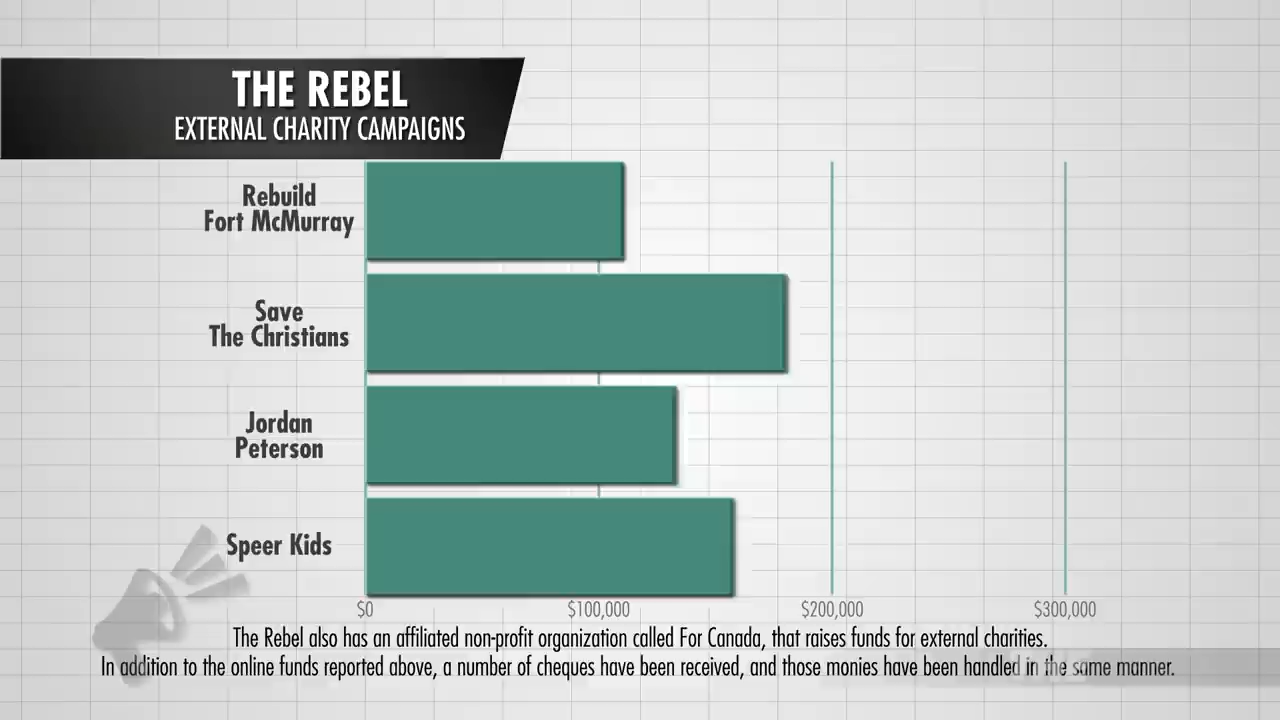 THE REBEL
EXTERNAL CHARITY CAMPAIGNS
Rebuild
Fort McMurray
Save
The Christians
Jordan
Peterson
Speer Kids
$0 $100,000 $200,000 $300,000
The Rebel also has an affiliated non-profit organization called For Canada, that raises funds for external charities.
In addition to the online funds reported above, a number of cheques have been received, and those monies have been handled in the same manner.